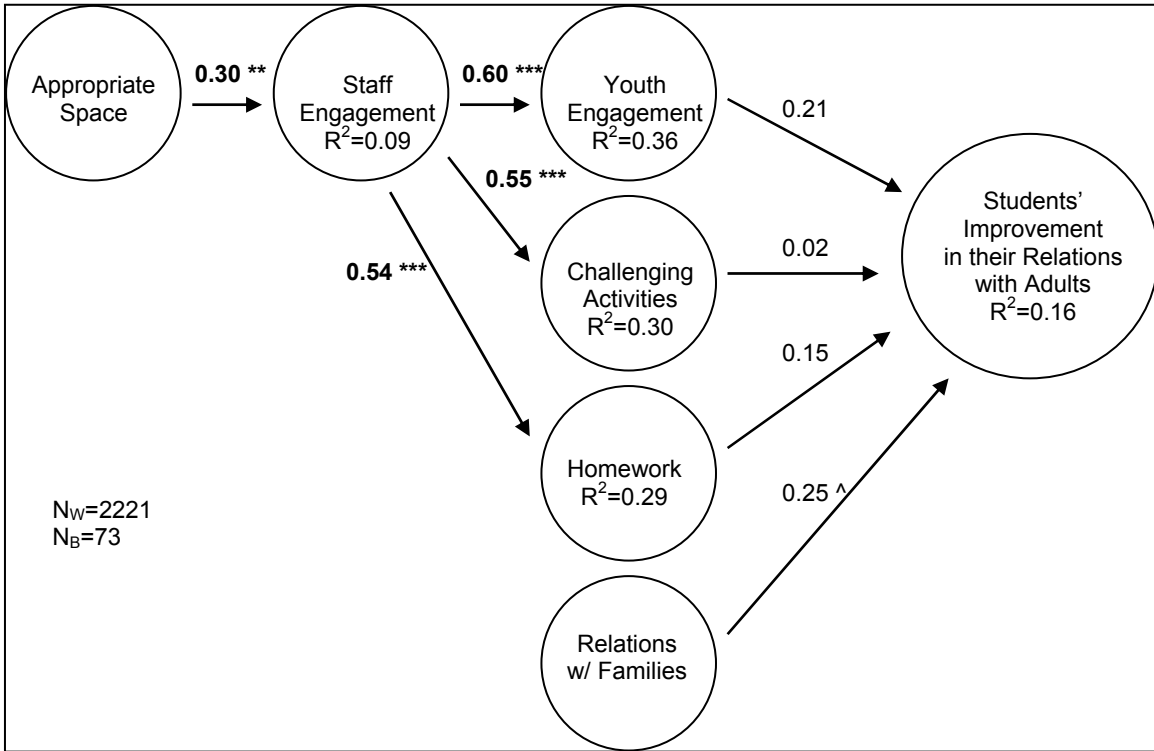 Appropriate
Space
0.30 **
Staff
Engagement
R²=0.09
0.60 ***
Youth
Engagement
R²=0.36
0.21
0.55 ***
0.54 ***
Challenging
Activities
R²=0.30
0.02
Students’
Improvement
in their Relations
with Adults
R²=0.16
0.15
Homework
R²=0.29
0.25 ^
N_W=2221
N_B=73
Relations
w/ Families